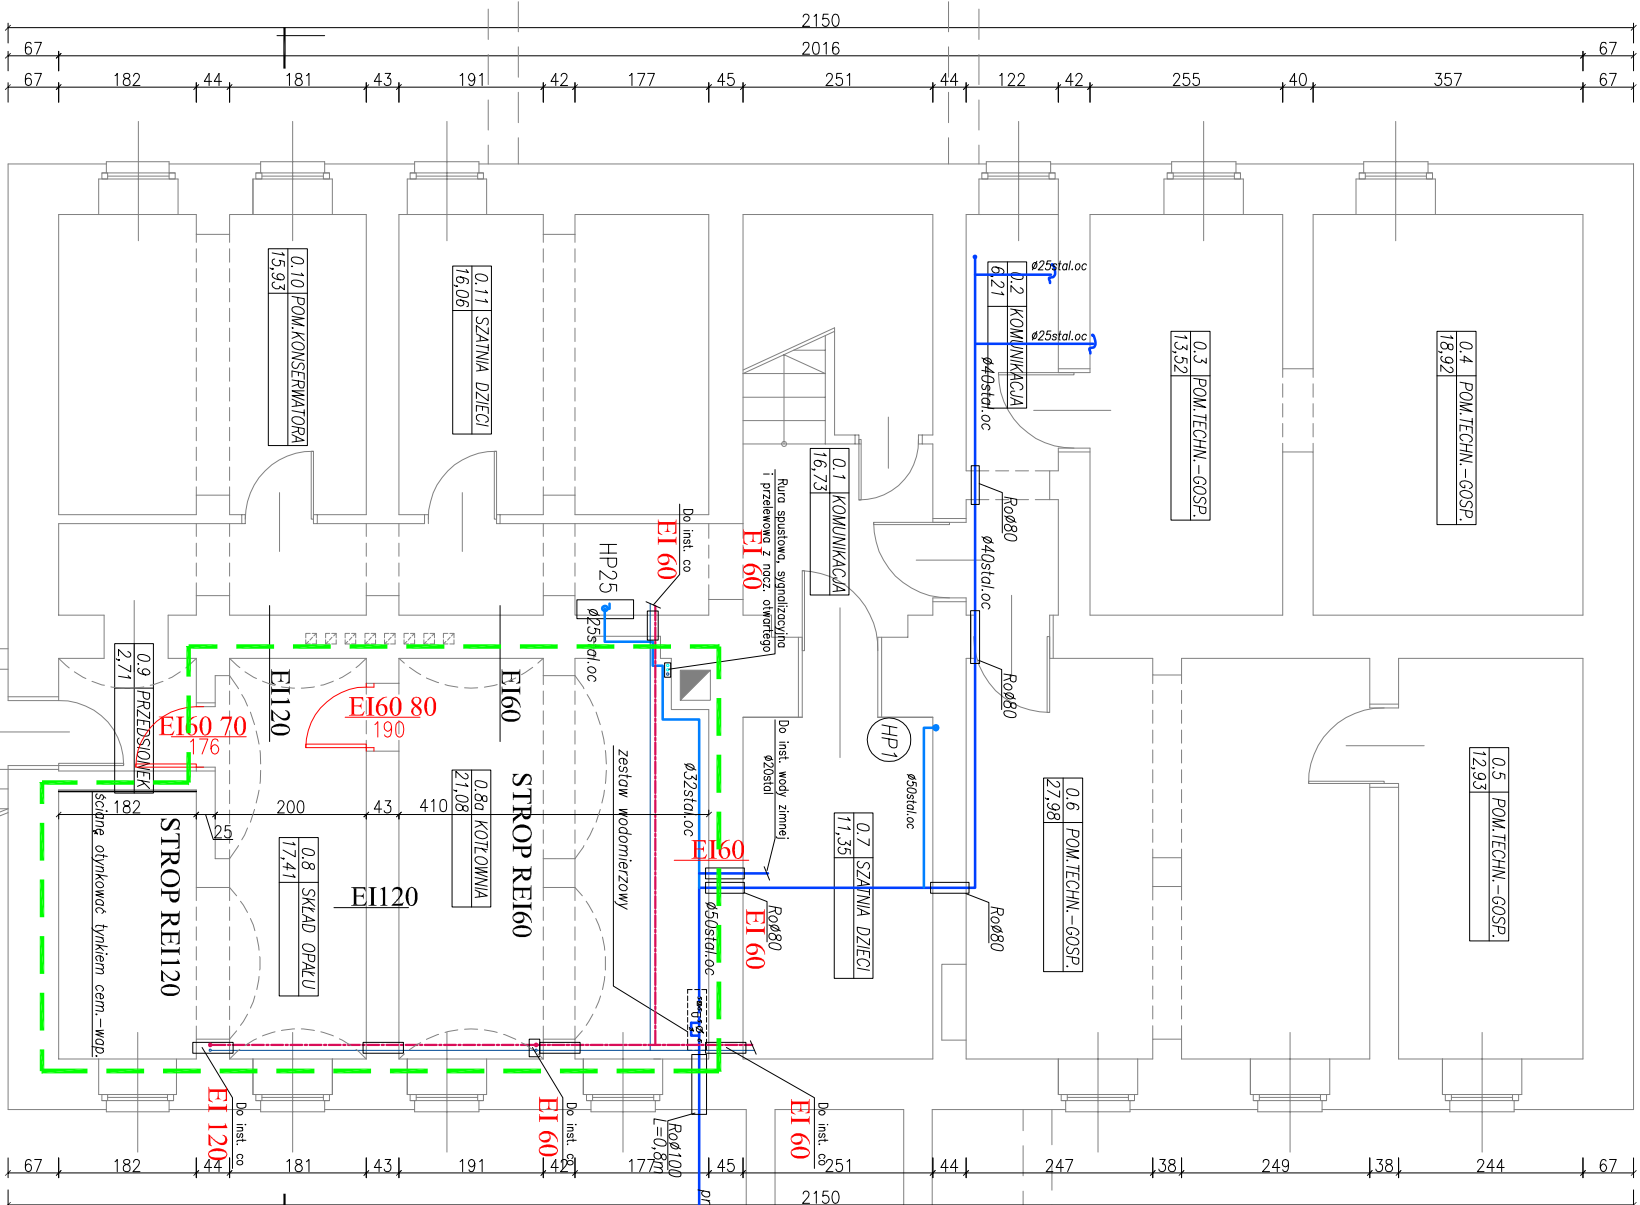 2150
67 2016 67
67 182 44 181 43 191 42 177 45 251 44 122 42 255 40 357 67
0.10 POM.KONSERWATORA
15,93
0.11 SZATNIA DZIECI
16,06
0.2 KOMUNIKACJA
6,21
ø25stal.oc
ø25stal.oc
ø40stal.oc
0.3 POM.TECHN.-GOSP.
13,52
0.4 POM.TECHN.-GOSP.
18,92
0.1 KOMUNIKACJA
16,73
Rura spustowa, sygnalizacyjna
i przelewowa z nacz. otwartego
EI 60
Do inst. co
EI 60
HP25
ø25stal.oc
Roø80
ø40stal.oc
Roø80
0.9 PRZEDSIONEK
2,71
EI60 70
176
EI120
EI60 80
190
EI60
HP1
ø50stal.oc
Do inst. wody zimnej
ø20stal
ø32stal.oc
zestaw wodomierzowy
STROP REI60
0.8a KOTŁOWNIA
21,08
182 200 43 410
25
STROP REI120
ścianę otynkować tynkiem cem.-wap.
0.8 SKŁAD OPAŁU
17,41
EI120
EI60
Roø80
EI 60
ø50stal.oc
0.7 SZATNIA DZIECI
11,35
Roø80
0.6 POM.TECHN.-GOSP.
27,98
0.5 POM.TECHN.-GOSP.
12,93
Do inst. co
EI 120
Do inst. co
EI 60
Roø100
L=0,8m
Do inst. co
EI 60
67 182 44 181 43 191 42 177 45 251 44 247 38 249 38 244 67
2150